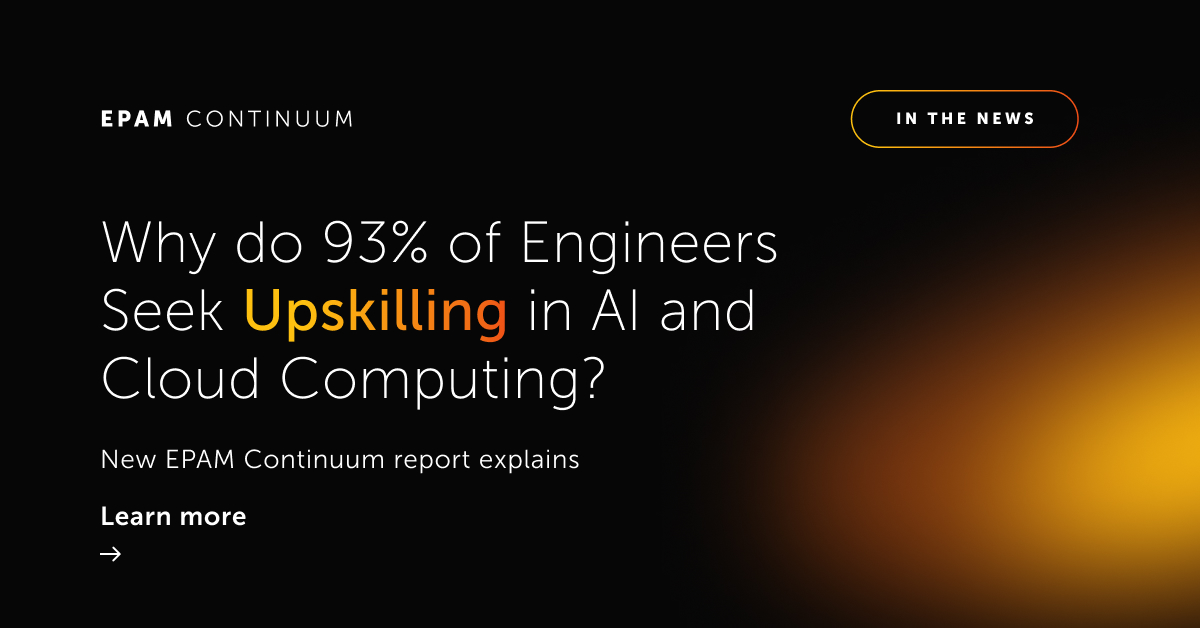 EPAM CONTINUUM
IN THE NEWS
Why do 93% of Engineers
Seek Upskilling in AI and
Cloud Computing?
New EPAM Continuum report explains
Learn more
→